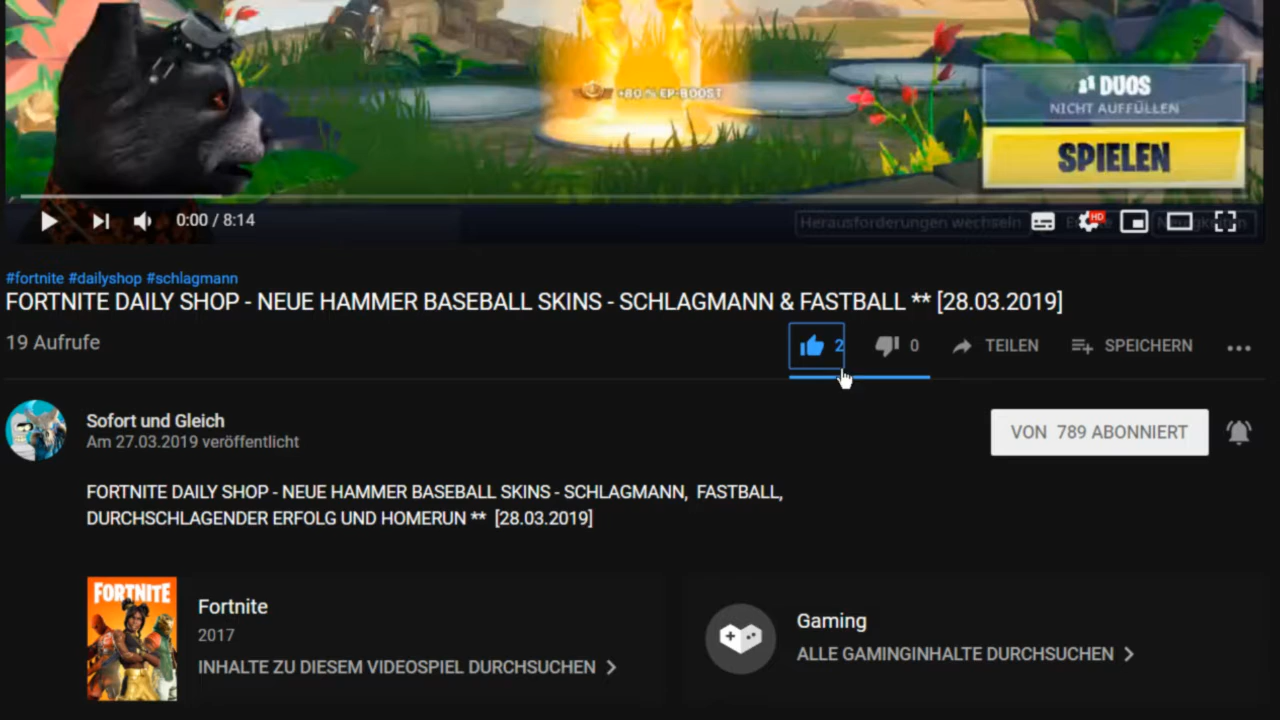 +80 % EP-BOOST
DUOS
NICHT AUFFÜLLEN
SPIELEN
0:00 / 8:14
Herausforderungen wechseln
HD
#fortnite #dailyshop #schlagmann
FORTNITE DAILY SHOP - NEUE HAMMER BASEBALL SKINS - SCHLAGMANN & FASTBALL ** [28.03.2019]
19 Aufrufe
2
0
TEILEN
SPEICHERN
Sofort und Gleich
Am 27.03.2019 veröffentlicht
VON 789 ABONNIERT
FORTNITE DAILY SHOP - NEUE HAMMER BASEBALL SKINS - SCHLAGMANN, FASTBALL,
DURCHSCHLAGENDER ERFOLG UND HOMERUN ** [28.03.2019]
FORTNITE
Fortnite
2017
INHALTE ZU DIESEM VIDEOSPIEL DURCHSUCHEN
Gaming
ALLE GAMINGINHALTE DURCHSUCHEN